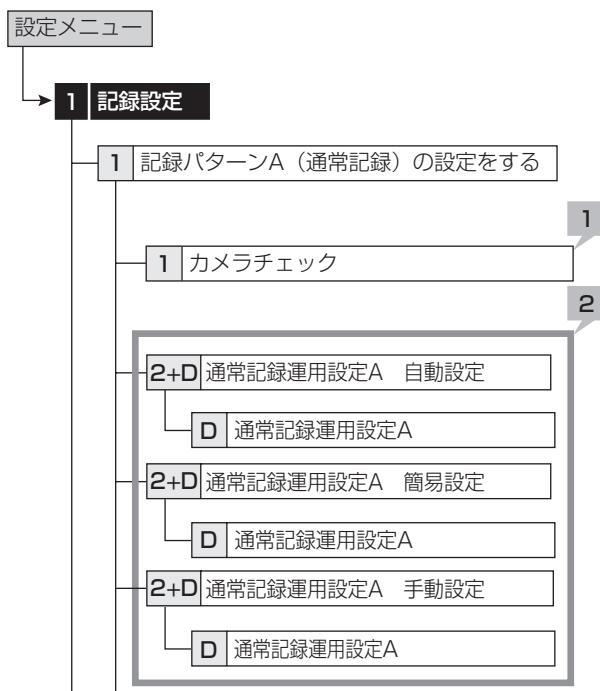 設定メニュー
1 記録設定
1 記録パターンA（通常記録）の設定をする
1
1 カメラチェック
2
2+D 通常記録運用設定A　自動設定
D 通常記録運用設定A
2+D 通常記録運用設定A　簡易設定
D 通常記録運用設定A
2+D 通常記録運用設定A　手動設定
D 通常記録運用設定A